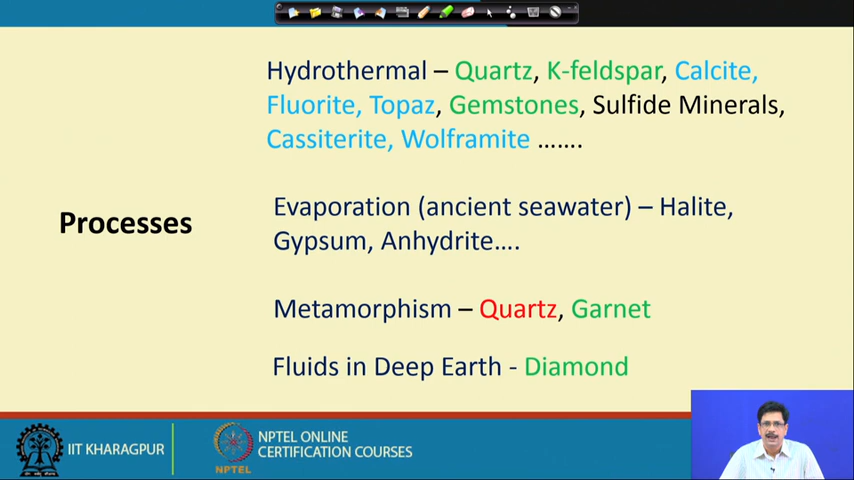 Hydrothermal – Quartz, K-feldspar, Calcite,
Fluorite, Topaz, Gemstones, Sulfide Minerals,
Cassiterite, Wolframite …….
Processes
Evaporation (ancient seawater) – Halite,
Gypsum, Anhydrite….
Metamorphism – Quartz, Garnet
Fluids in Deep Earth - Diamond
IIT KHARAGPUR
NPTEL
NPTEL ONLINE
CERTIFICATION COURSES